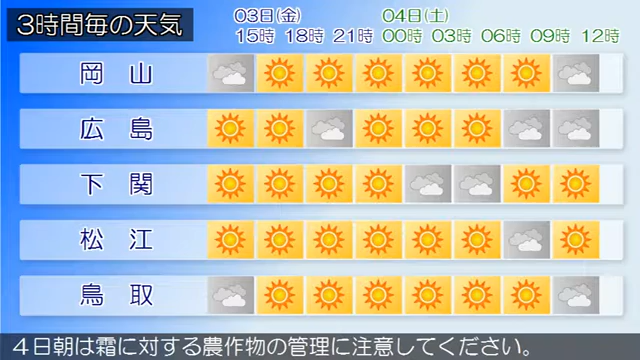 3時間毎の天気
03日(金) 04日(土)
15時 18時 21時 00時 03時 06時 09時 12時
岡山
広島
下関
松江
鳥取
４日朝は霜に対する農作物の管理に注意してください。